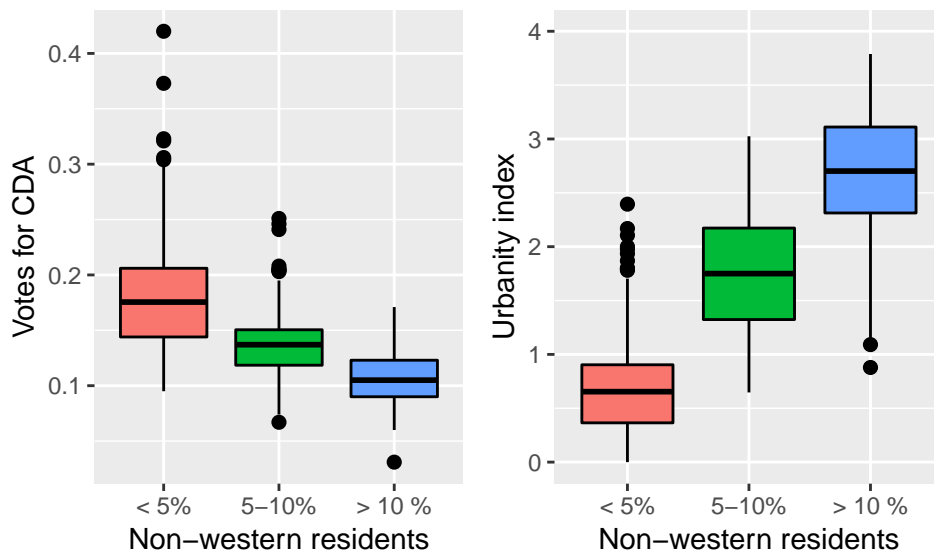 Votes for CDA
0.4
0.3
0.2
0.1
< 5%
5−10%
> 10 %
Non−western residents
Urbanity index
4
3
2
1
0
< 5%
5−10%
> 10 %
Non−western residents